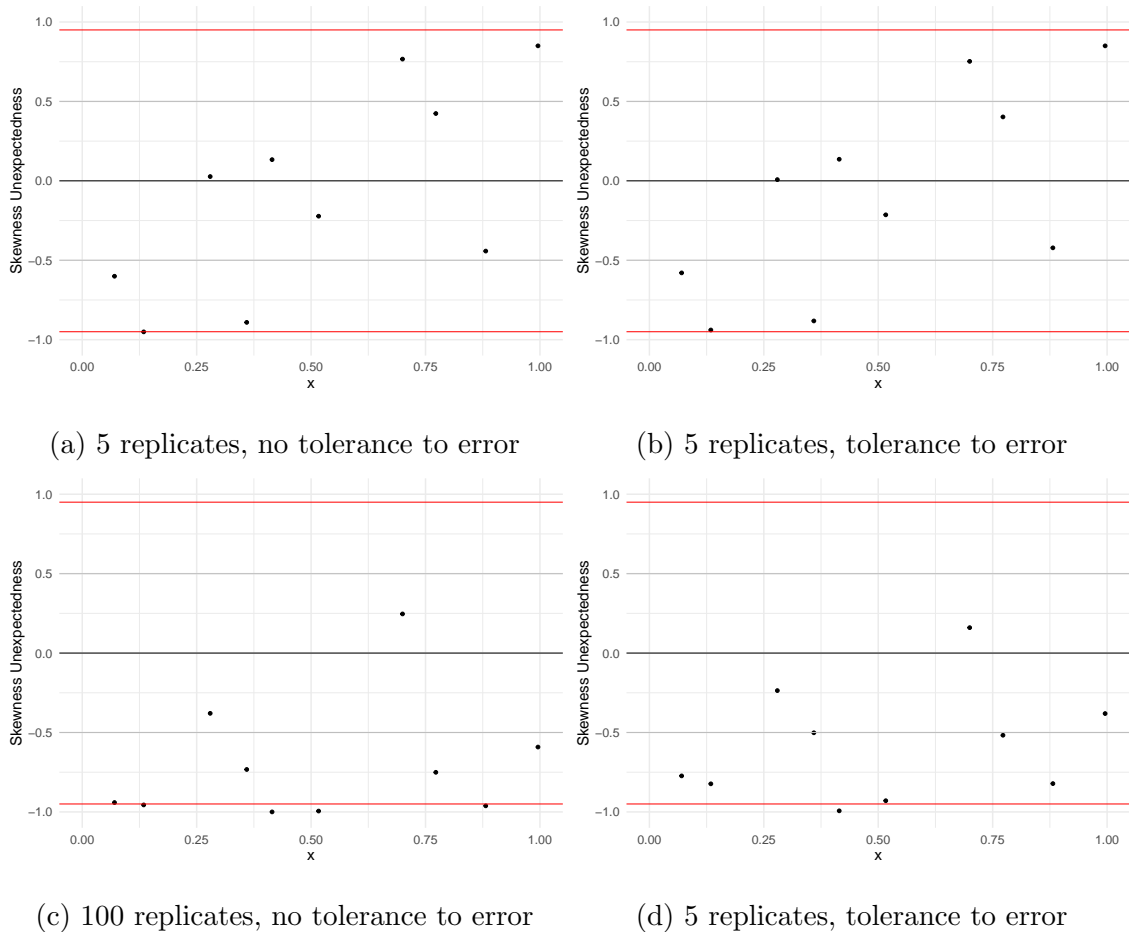 1.0
0.5
0.0
−0.5
−1.0
Skewness Unexpectedness
0.00 0.25 0.50 0.75 1.00
x
(a) 5 replicates, no tolerance to error
1.0
0.5
0.0
−0.5
−1.0
Skewness Unexpectedness
0.00 0.25 0.50 0.75 1.00
x
(b) 5 replicates, tolerance to error
1.0
0.5
0.0
−0.5
−1.0
Skewness Unexpectedness
0.00 0.25 0.50 0.75 1.00
x
(c) 100 replicates, no tolerance to error
1.0
0.5
0.0
−0.5
−1.0
Skewness Unexpectedness
0.00 0.25 0.50 0.75 1.00
x
(d) 5 replicates, tolerance to error